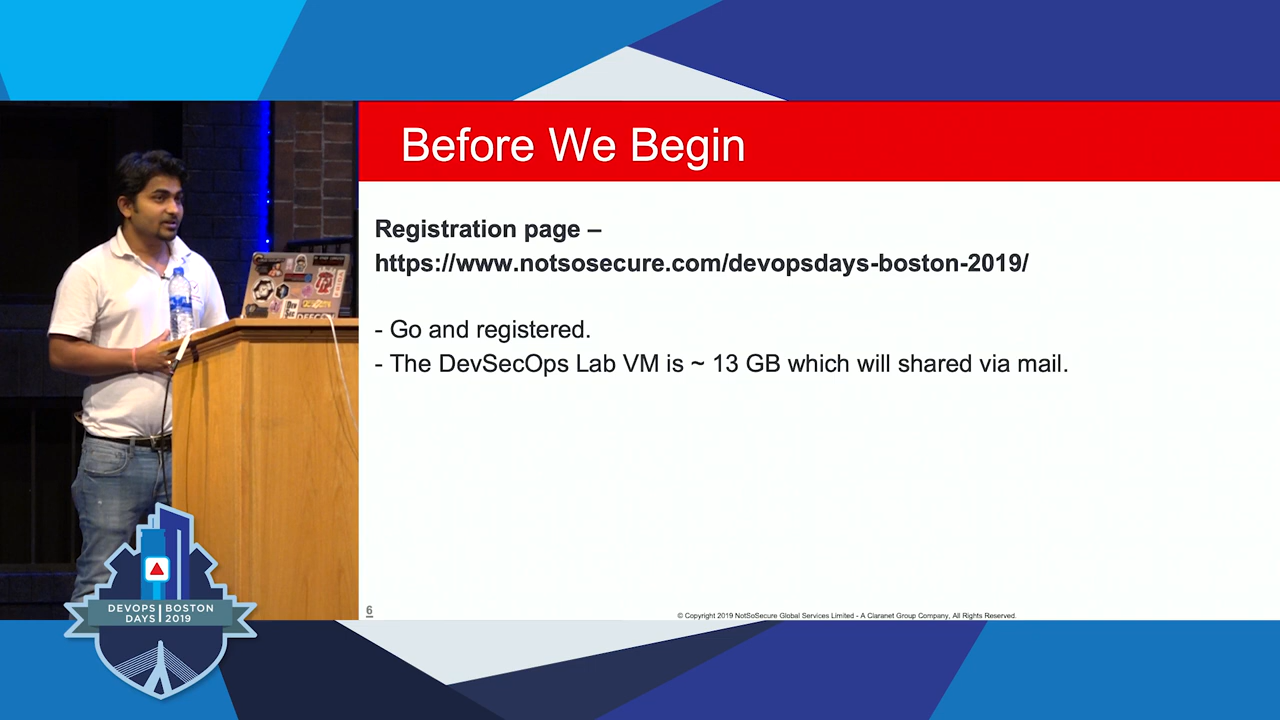 Before We Begin
Registration page –
https://www.notsosecure.com/devopsdays-boston-2019/
- Go and registered.
- The DevSecOps Lab VM is ~ 13 GB which will shared via mail.
6
© Copyright 2019 NotSoSecure Global Services Limited - A Claranet Group Company, All Rights Reserved.
DEVOPS BOSTON
DAYS 2019